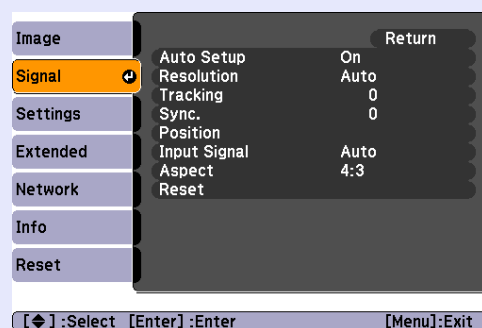 Image
Signal
Settings
Extended
Network
Info
Reset
Return
Auto Setup On
Resolution Auto
Tracking 0
Sync. 0
Position
Input Signal Auto
Aspect 4:3
Reset
[◆] :Select [Enter] :Enter [Menu]:Exit